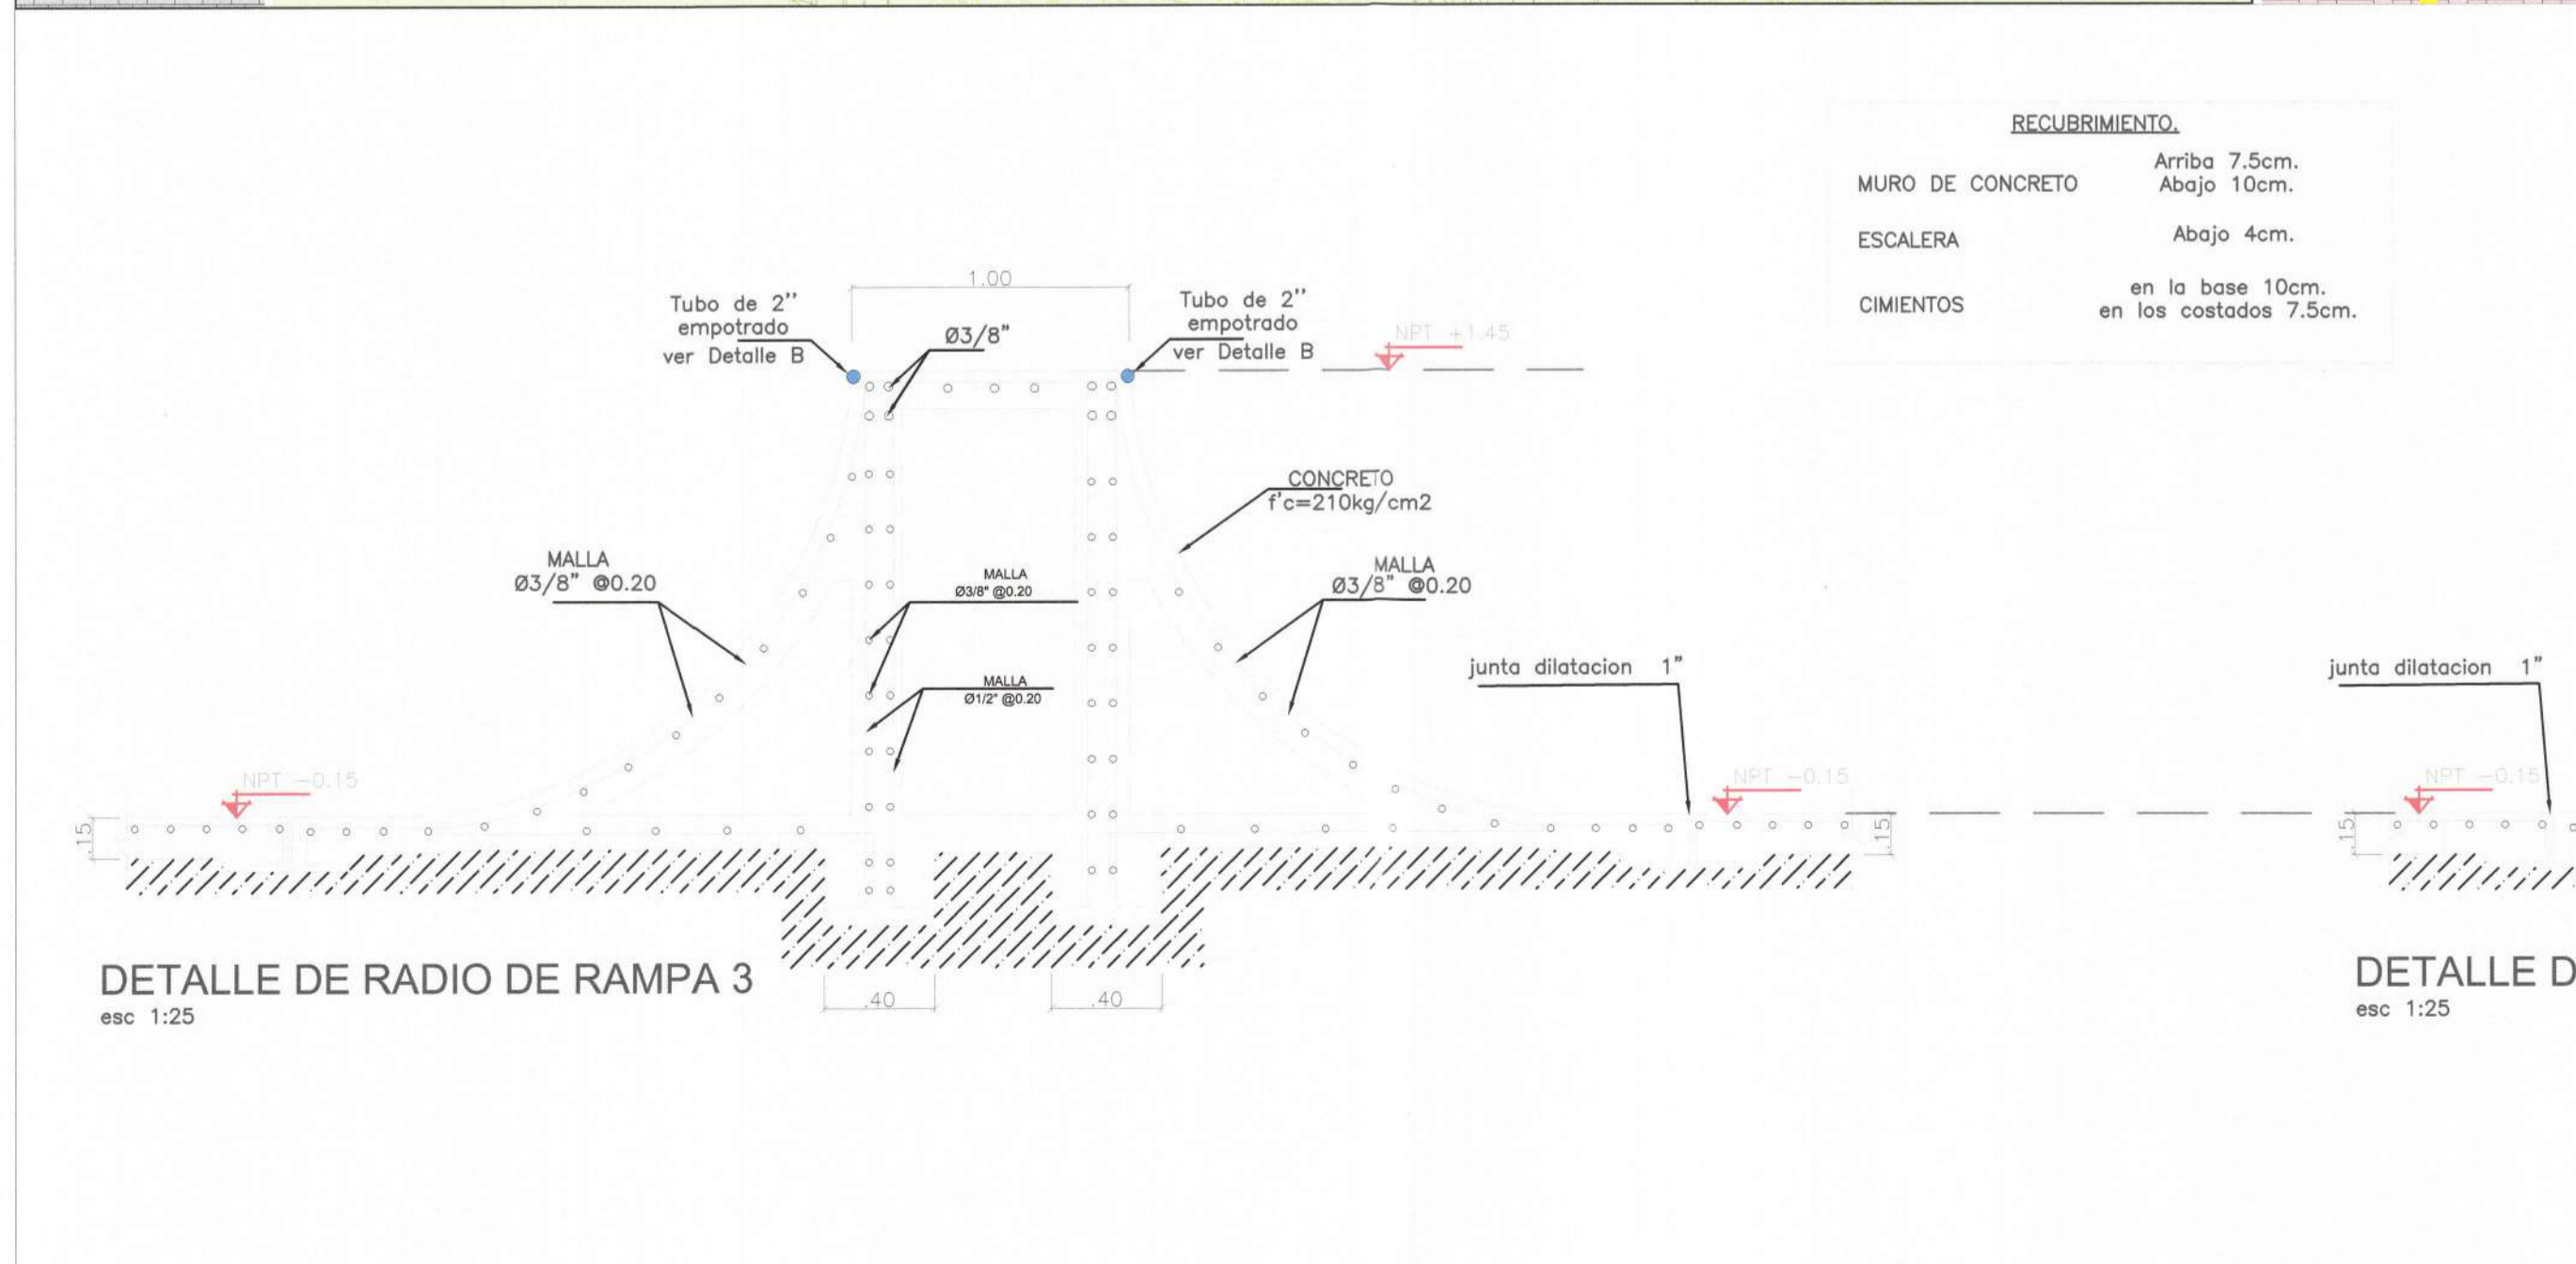 RECUBRIMIENTO.
MURO DE CONCRETO
Arriba 7.5cm.
Abajo 10cm.
ESCALERA
Abajo 4cm.
CIMIENTOS
en la base 10cm.
en los costados 7.5cm.
1.00
Tubo de 2''
empotrado
ver Detalle B
Ø3/8"
Tubo de 2''
empotrado
ver Detalle B
NPT +1.45
CONCRETO
f'c=210kg/cm2
MALLA
Ø3/8" @0.20
MALLA
Ø3/8" @0.20
MALLA
Ø3/8" @0.20
MALLA
Ø1/2" @0.20
junta dilatacion 1"
junta dilatacion 1"
NPT -0.15
NPT -0.15
NPT -0.15
.15
.15
.15
.40
.40
DETALLE DE RADIO DE RAMPA 3
esc 1:25
DETALLE D
esc 1:25